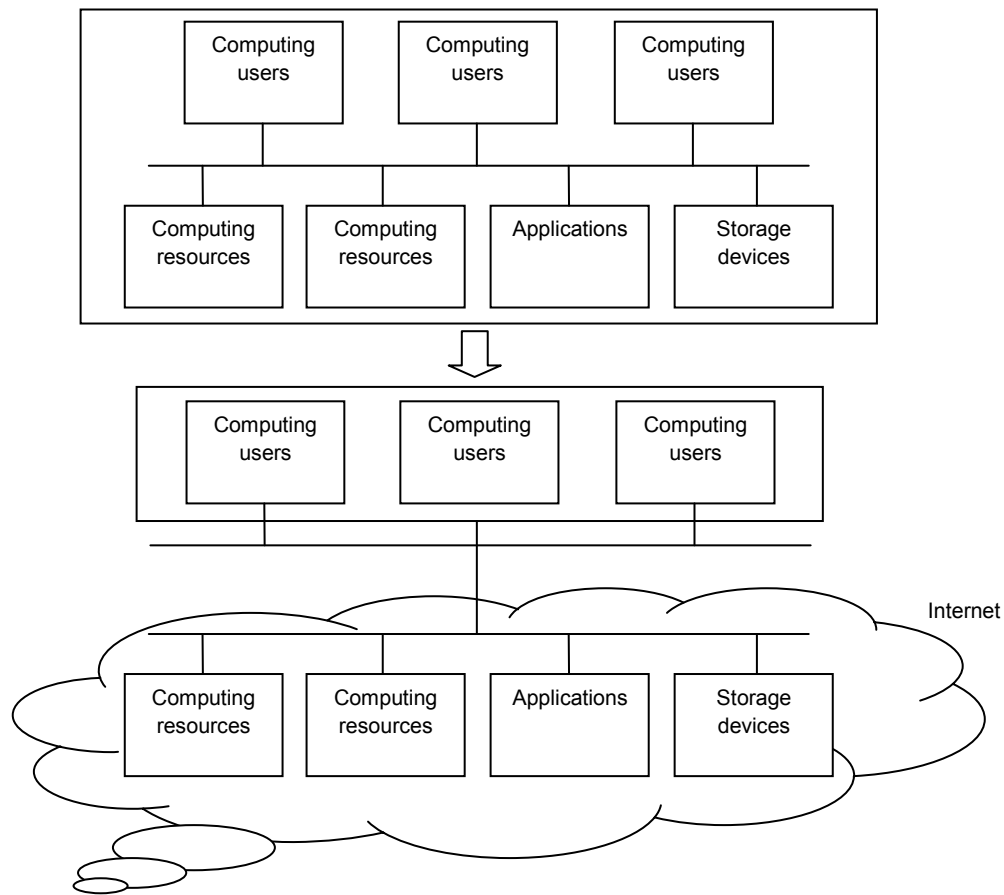 Computing
users
Computing
users
Computing
users
Computing
resources
Computing
resources
Applications
Storage
devices
Computing
users
Computing
users
Computing
users
Internet
Computing
resources
Computing
resources
Applications
Storage
devices